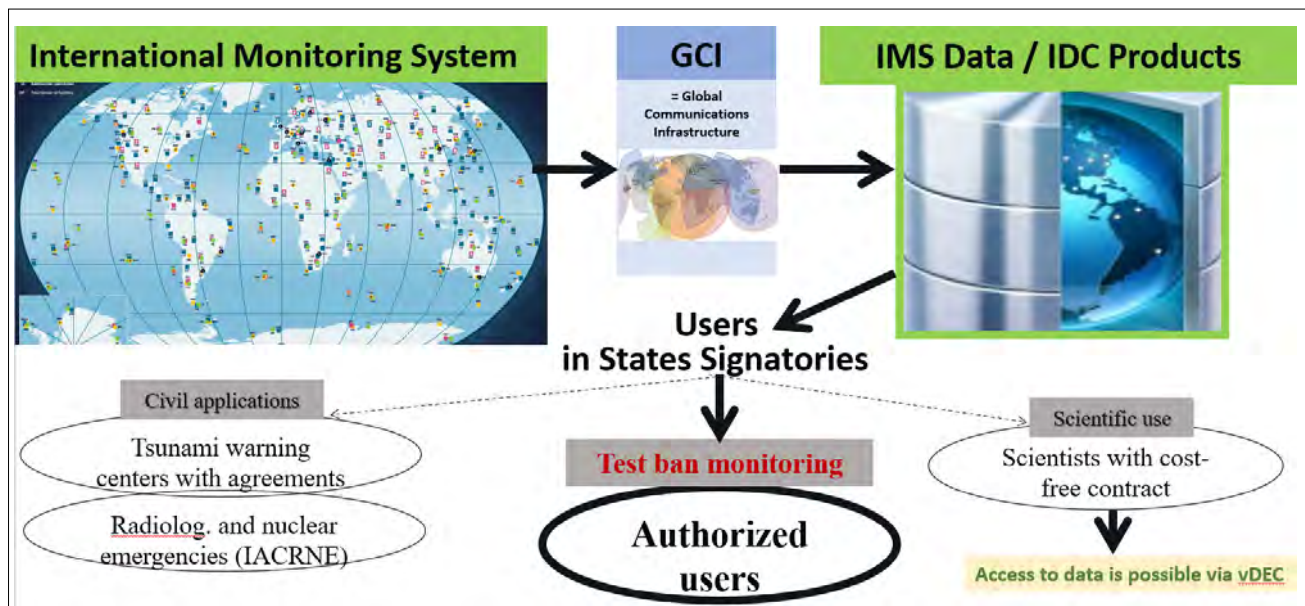 International Monitoring System
GCI
= Global
Communications
Infrastructure
IMS Data / IDC Products
Users
in States Signatories
Civil applications
Tsunami warning
centers with agreements
Radiolog. and nuclear
emergencies (IACRNE)
Test ban monitoring
Authorized
users
Scientific use
Scientists with cost-
free contract
Access to data is possible via vDEC